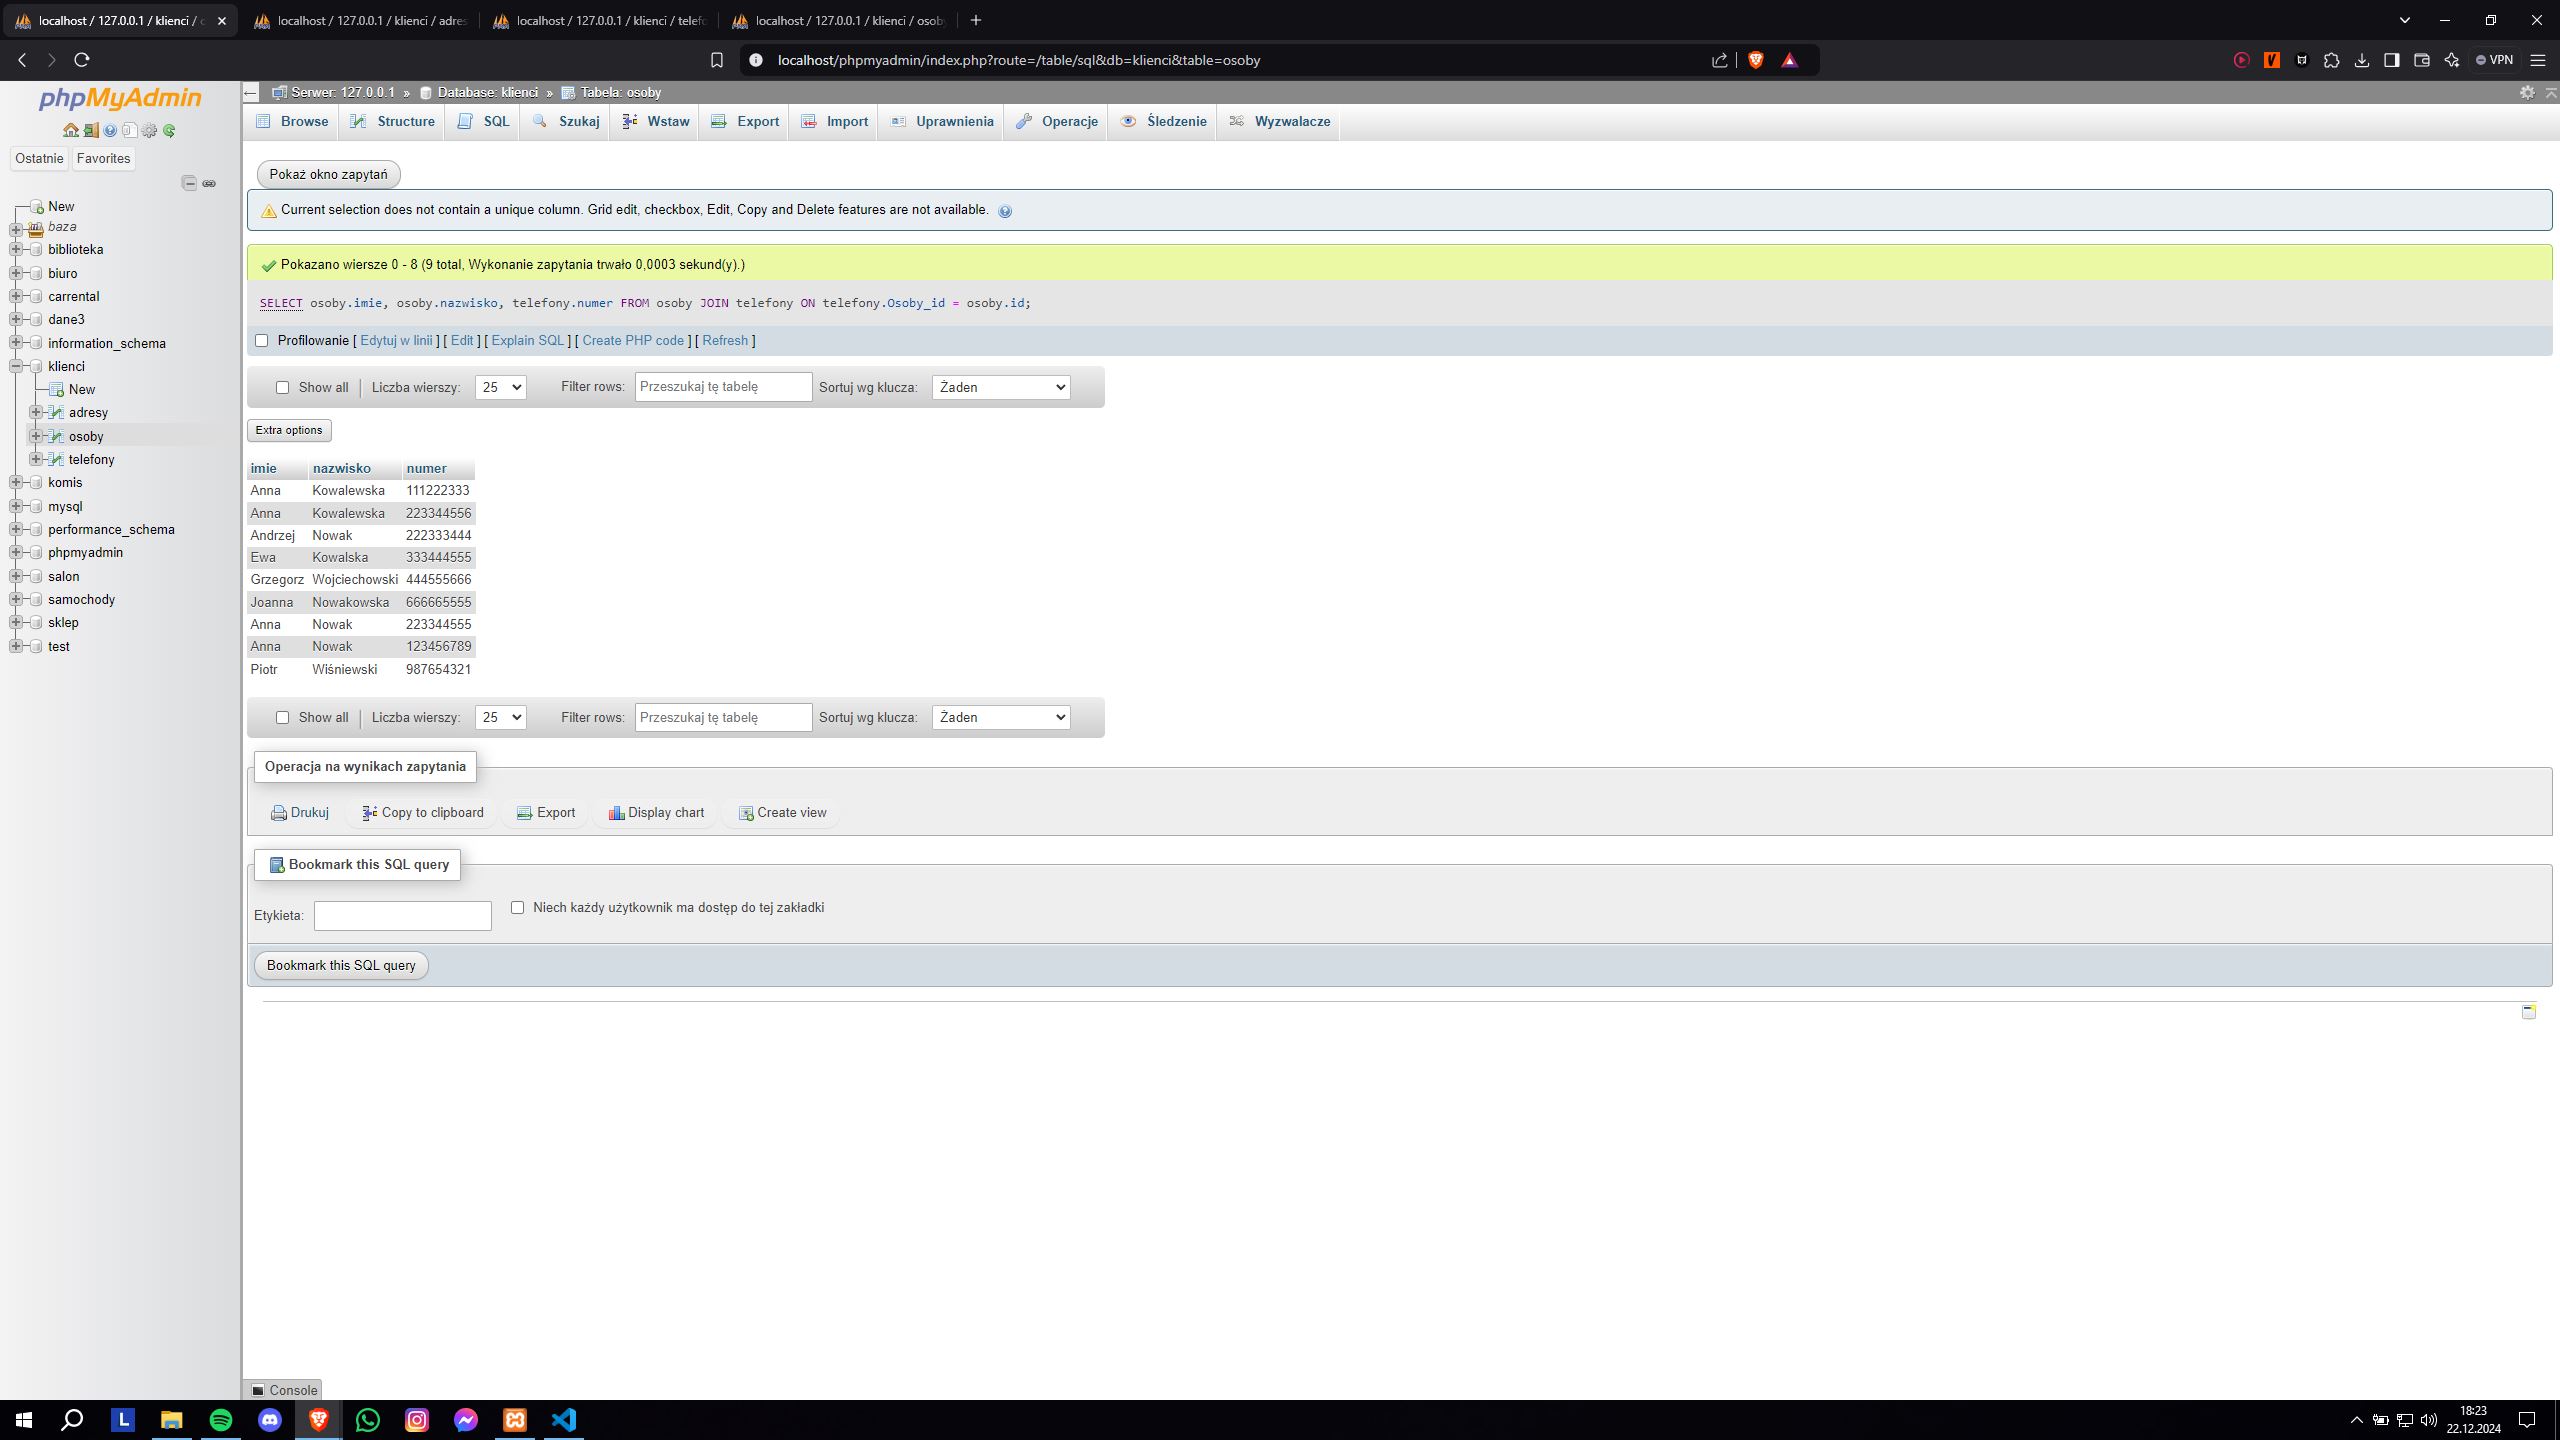 localhost / 127.0.0.1 / klienci /
localhost / 127.0.0.1 / klienci / adres
localhost / 127.0.0.1 / klienci / telefo
localhost / 127.0.0.1 / klienci / osoby
localhost/phpmyadmin/index.php?route=/table/sql&db=klienci&table=osoby
VPN
phpMyAdmin
Ostatnie Favorites
New
baza
biblioteka
biuro
carrental
dane3
information_schema
klienci
New
adresy
osoby
telefony
komis
mysql
performance_schema
phpmyadmin
salon
samochody
sklep
test
Serwer: 127.0.0.1 » Database: klienci » Tabela: osoby
Browse Structure SQL Szukaj Wstaw Export Import Uprawnienia Operacje Śledzenie Wyzwalacze
Pokaż okno zapytań
Current selection does not contain a unique column. Grid edit, checkbox, Edit, Copy and Delete features are not available.
Pokazano wiersze 0 - 8 (9 total, Wykonanie zapytania trwało 0,0003 sekund(y).)
SELECT osoby.imie, osoby.nazwisko, telefony.numer FROM osoby JOIN telefony ON telefony.Osoby_id = osoby.id;
Profilowanie [ Edytuj w linii ] [ Edit ] [ Explain SQL ] [ Create PHP code ] [ Refresh ]
Show all | Liczba wierszy: 25 Filter rows: Przeszukaj tę tabelę Sortuj wg klucza: Żaden
Extra options
imie nazwisko numer
Anna Kowalewska 111222333
Anna Kowalewska 223344556
Andrzej Nowak 222333444
Ewa Kowalska 333444555
Grzegorz Wojciechowski 444555666
Joanna Nowakowska 666665555
Anna Nowak 223344555
Anna Nowak 123456789
Piotr Wiśniewski 987654321
Show all | Liczba wierszy: 25 Filter rows: Przeszukaj tę tabelę Sortuj wg klucza: Żaden
Operacja na wynikach zapytania
Drukuj Copy to clipboard Export Display chart Create view
Bookmark this SQL query
Etykieta: Niech każdy użytkownik ma dostęp do tej zakładki
Bookmark this SQL query
Console
L
18:23
22.12.2024